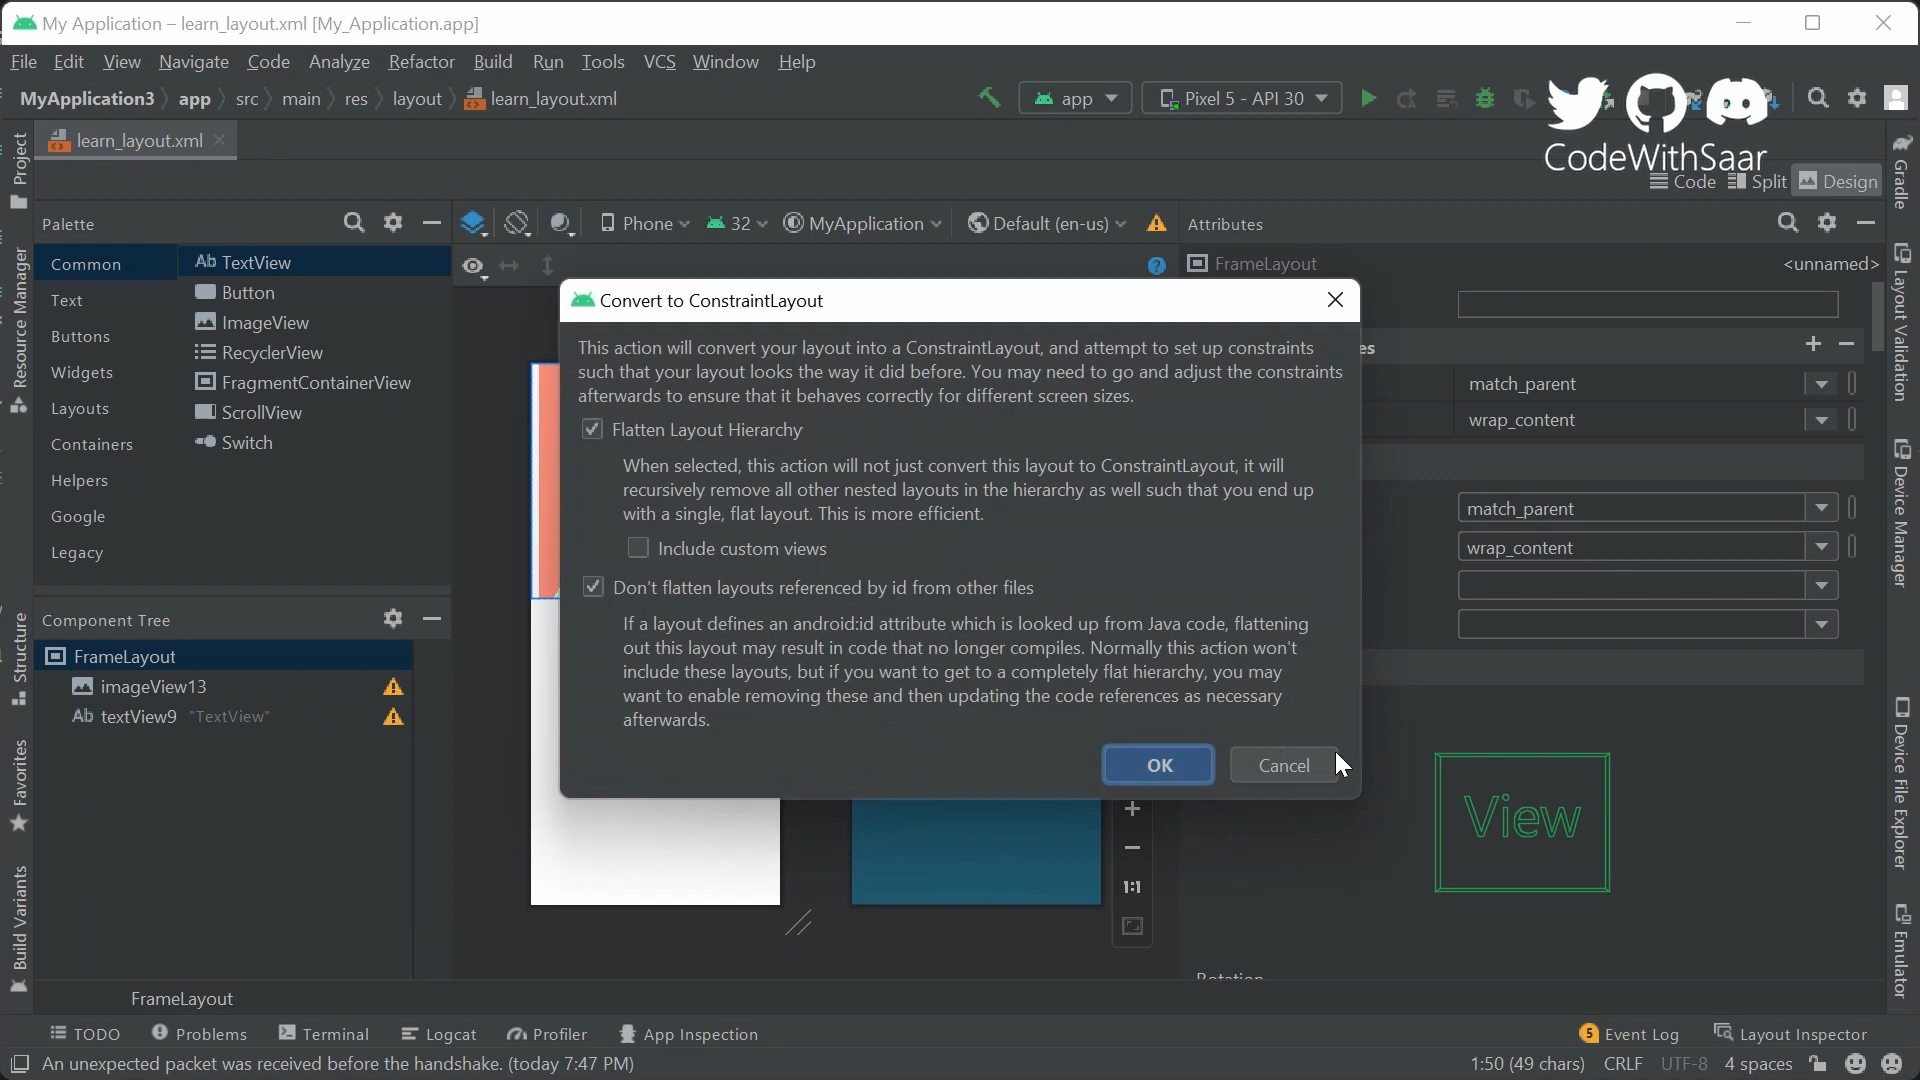 My Application – learn_layout.xml [My_Application.app]
File Edit View Navigate Code Analyze Refactor Build Run Tools VCS Window Help
MyApplication3 app src main res layout learn_layout.xml
app
Pixel 5 - API 30
CodeWithSaar
learn_layout.xml
Code Split Design
Project
Resource Manager
Structure
Favorites
Build Variants
Palette
Common
Text
Buttons
Widgets
Layouts
Containers
Helpers
Google
Legacy
Ab TextView
Button
ImageView
RecyclerView
FragmentContainerView
ScrollView
Switch
Phone 32 MyApplication Default (en-us)
Attributes
FrameLayout <unnamed>
es
match_parent
wrap_content
match_parent
wrap_content
Convert to ConstraintLayout
This action will convert your layout into a ConstraintLayout, and attempt to set up constraints
such that your layout looks the way it did before. You may need to go and adjust the constraints
afterwards to ensure that it behaves correctly for different screen sizes.
Flatten Layout Hierarchy
When selected, this action will not just convert this layout to ConstraintLayout, it will
recursively remove all other nested layouts in the hierarchy as well such that you end up
with a single, flat layout. This is more efficient.
Include custom views
Don't flatten layouts referenced by id from other files
If a layout defines an android:id attribute which is looked up from Java code, flattening
out this layout may result in code that no longer compiles. Normally this action won't
include these layouts, but if you want to get to a completely flat hierarchy, you may
want to enable removing these and then updating the code references as necessary
afterwards.
OK Cancel
Component Tree
FrameLayout
imageView13
Ab textView9 "TextView"
1:1
View
Rotation
Gradle
Layout Validation
Device Manager
Device File Explorer
Emulator
FrameLayout
TODO Problems Terminal Logcat Profiler App Inspection
5 Event Log Layout Inspector
An unexpected packet was received before the handshake. (today 7:47 PM)
1:50 (49 chars) CRLF UTF-8 4 spaces